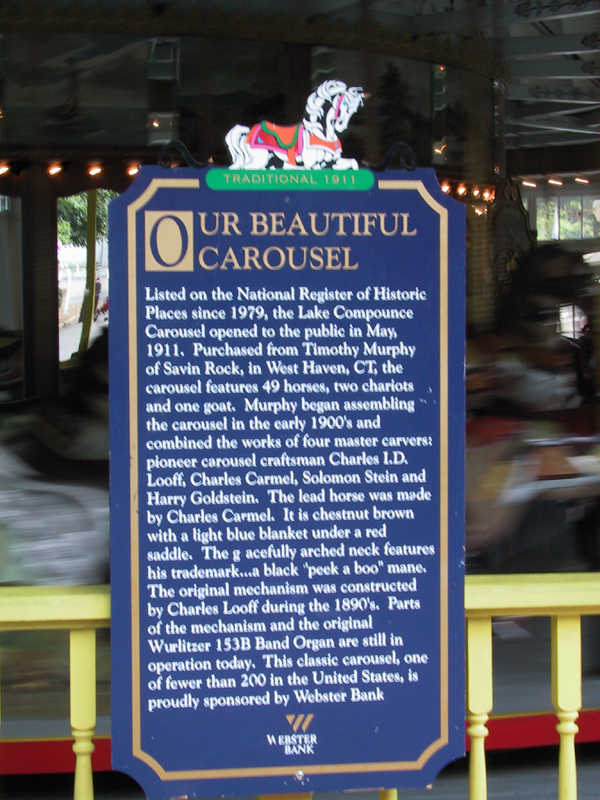 TRADITIONAL 1911
OUR BEAUTIFUL
CAROUSEL
Listed on the National Register of Historic
Places since 1979, the Lake Compounce
Carousel opened to the public in May,
1911. Purchased from Timothy Murphy
of Savin Rock, in West Haven, CT, the
carousel features 49 horses, two chariots
and one goat. Murphy began assembling
the carousel in the early 1900's and
combined the works of four master carvers:
pioneer carousel craftsman Charles I.D.
Looff, Charles Carmel, Solomon Stein and
Harry Goldstein. The lead horse was made
by Charles Carmel. It is chestnut brown
with a light blue blanket under a red
saddle. The g acefully arched neck features
his trademark...a black "peek a boo" mane.
The original mechanism was constructed
by Charles Looff during the 1890's. Parts
of the mechanism and the original
Wurlitzer 153B Band Organ are still in
operation today. This classic carousel, one
of fewer than 200 in the United States, is
proudly sponsored by Webster Bank
WEBSTER
BANK